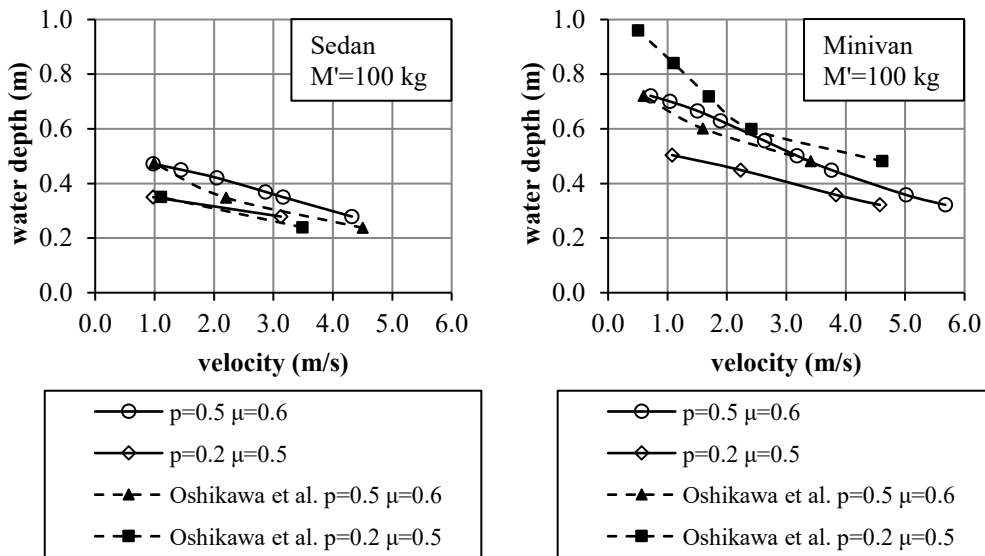 1.0
0.8
0.6
0.4
0.2
0.0
water depth (m)
Sedan
M'=100 kg
0.0 1.0 2.0 3.0 4.0 5.0 6.0
velocity (m/s)
p=0.5 μ=0.6
p=0.2 μ=0.5
Oshikawa et al. p=0.5 μ=0.6
Oshikawa et al. p=0.2 μ=0.5
1.0
0.8
0.6
0.4
0.2
0.0
water depth (m)
Minivan
M'=100 kg
0.0 1.0 2.0 3.0 4.0 5.0 6.0
velocity (m/s)
p=0.5 μ=0.6
p=0.2 μ=0.5
Oshikawa et al. p=0.5 μ=0.6
Oshikawa et al. p=0.2 μ=0.5